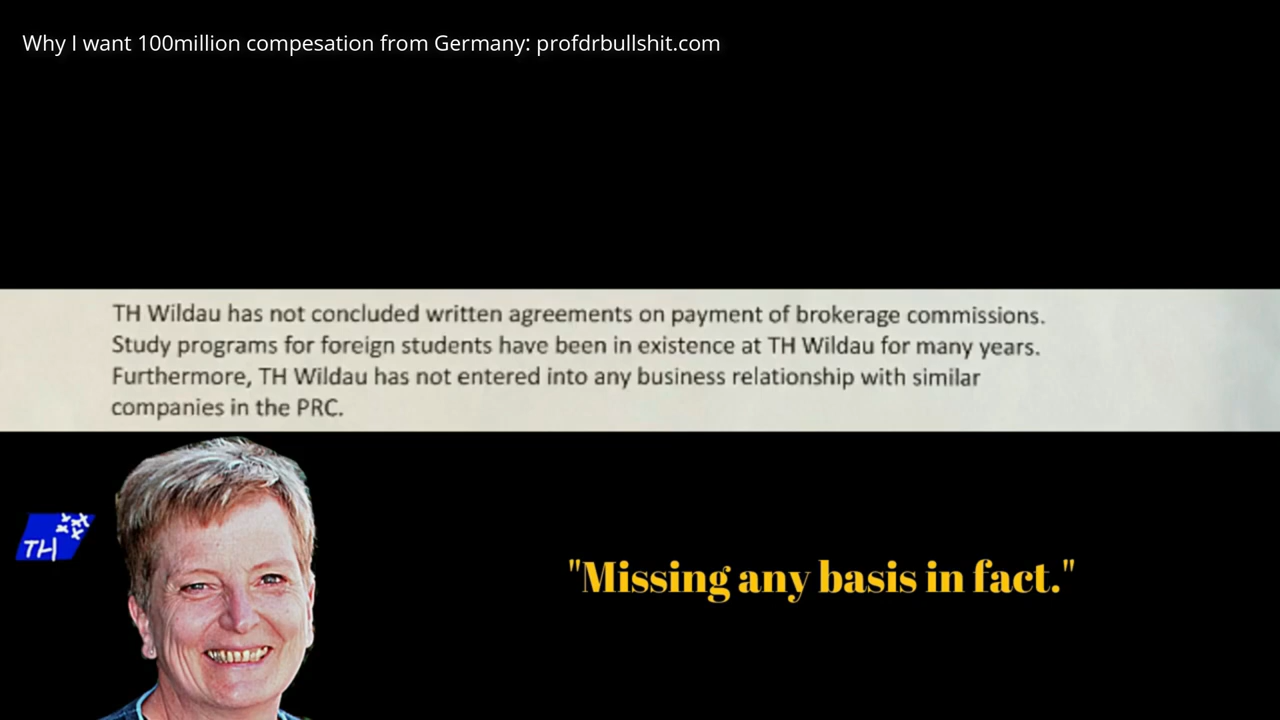 Why I want 100million compesation from Germany: profdrbullshit.com
TH Wildau has not concluded written agreements on payment of brokerage commissions.
Study programs for foreign students have been in existence at TH Wildau for many years.
Furthermore, TH Wildau has not entered into any business relationship with similar
companies in the PRC.
TH
"Missing any basis in fact."